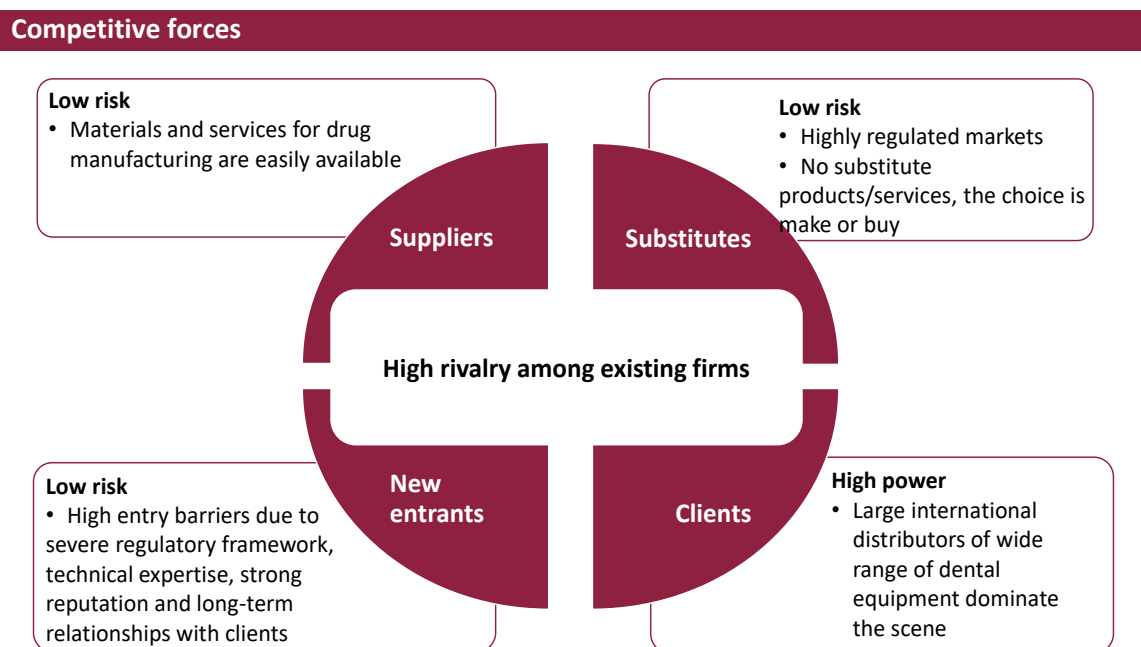 Competitive forces
Low risk
• Materials and services for drug
manufacturing are easily available
Low risk
• Highly regulated markets
• No substitute
products/services, the choice is
make or buy
Suppliers
Substitutes
High rivalry among existing firms
New
entrants
Clients
Low risk
• High entry barriers due to
severe regulatory framework,
technical expertise, strong
reputation and long-term
relationships with clients
High power
• Large international
distributors of wide
range of dental
equipment dominate
the scene